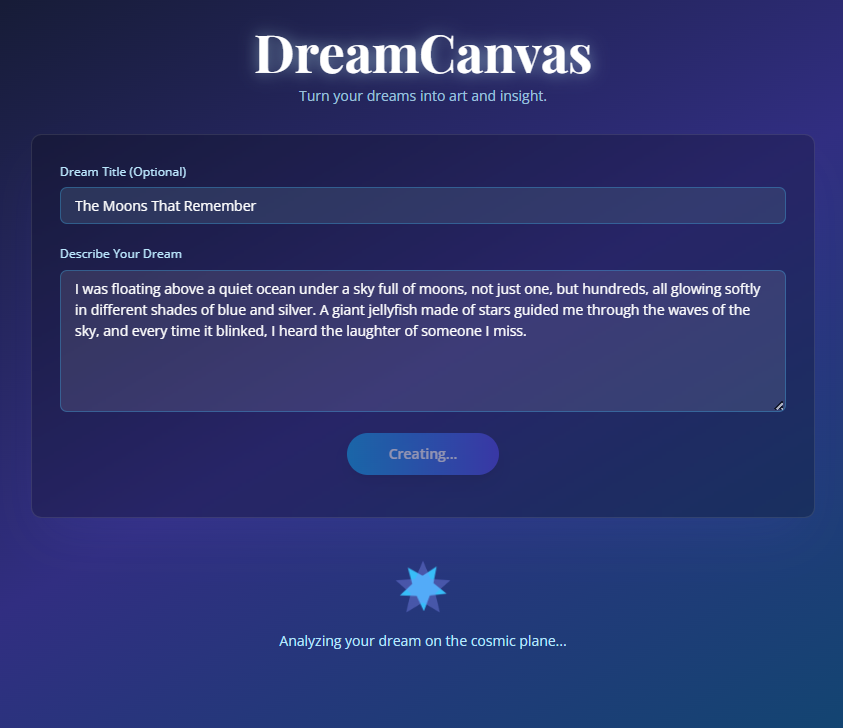 DreamCanvas
Turn your dreams into art and insight.
Dream Title (Optional)
The Moons That Remember
Describe Your Dream
I was floating above a quiet ocean under a sky full of moons, not just one, but hundreds, all glowing softly
in different shades of blue and silver. A giant jellyfish made of stars guided me through the waves of the
sky, and every time it blinked, I heard the laughter of someone I miss.
Creating...
Analyzing your dream on the cosmic plane...